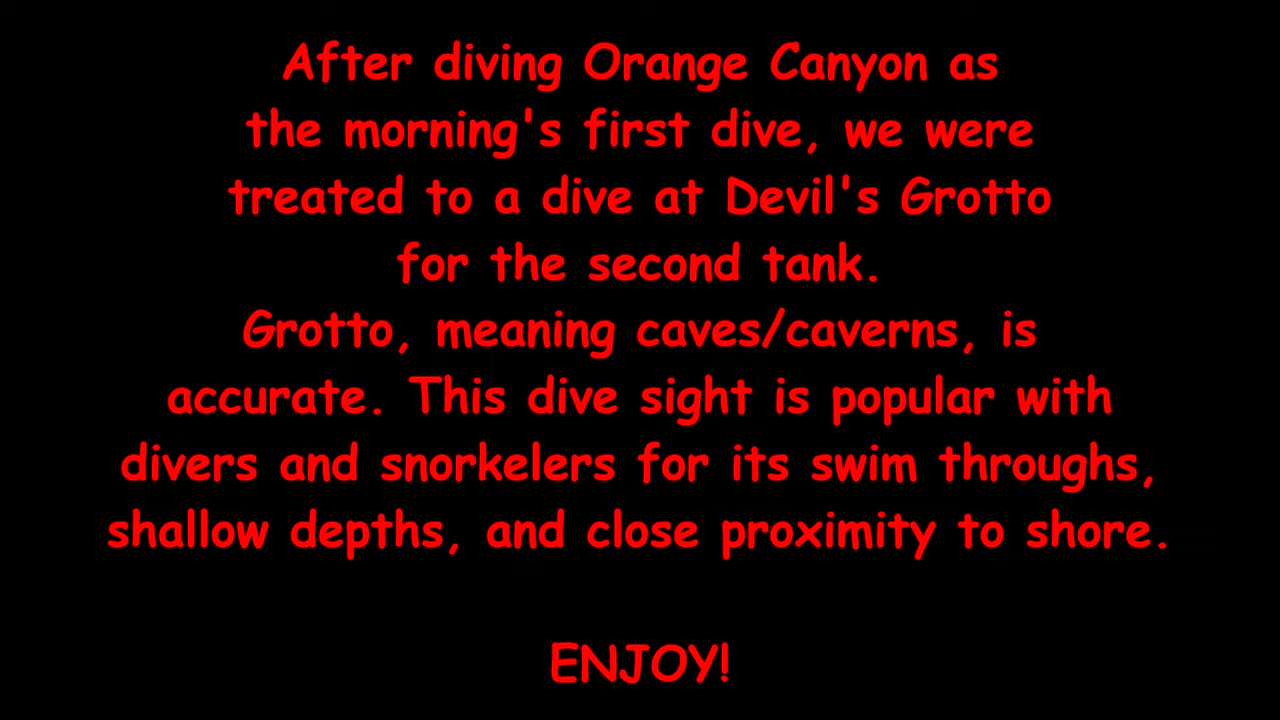 After diving Orange Canyon as
the morning's first dive, we were
treated to a dive at Devil's Grotto
for the second tank.
Grotto, meaning caves/caverns, is
accurate. This dive sight is popular with
divers and snorkelers for its swim throughs,
shallow depths, and close proximity to shore.
ENJOY!